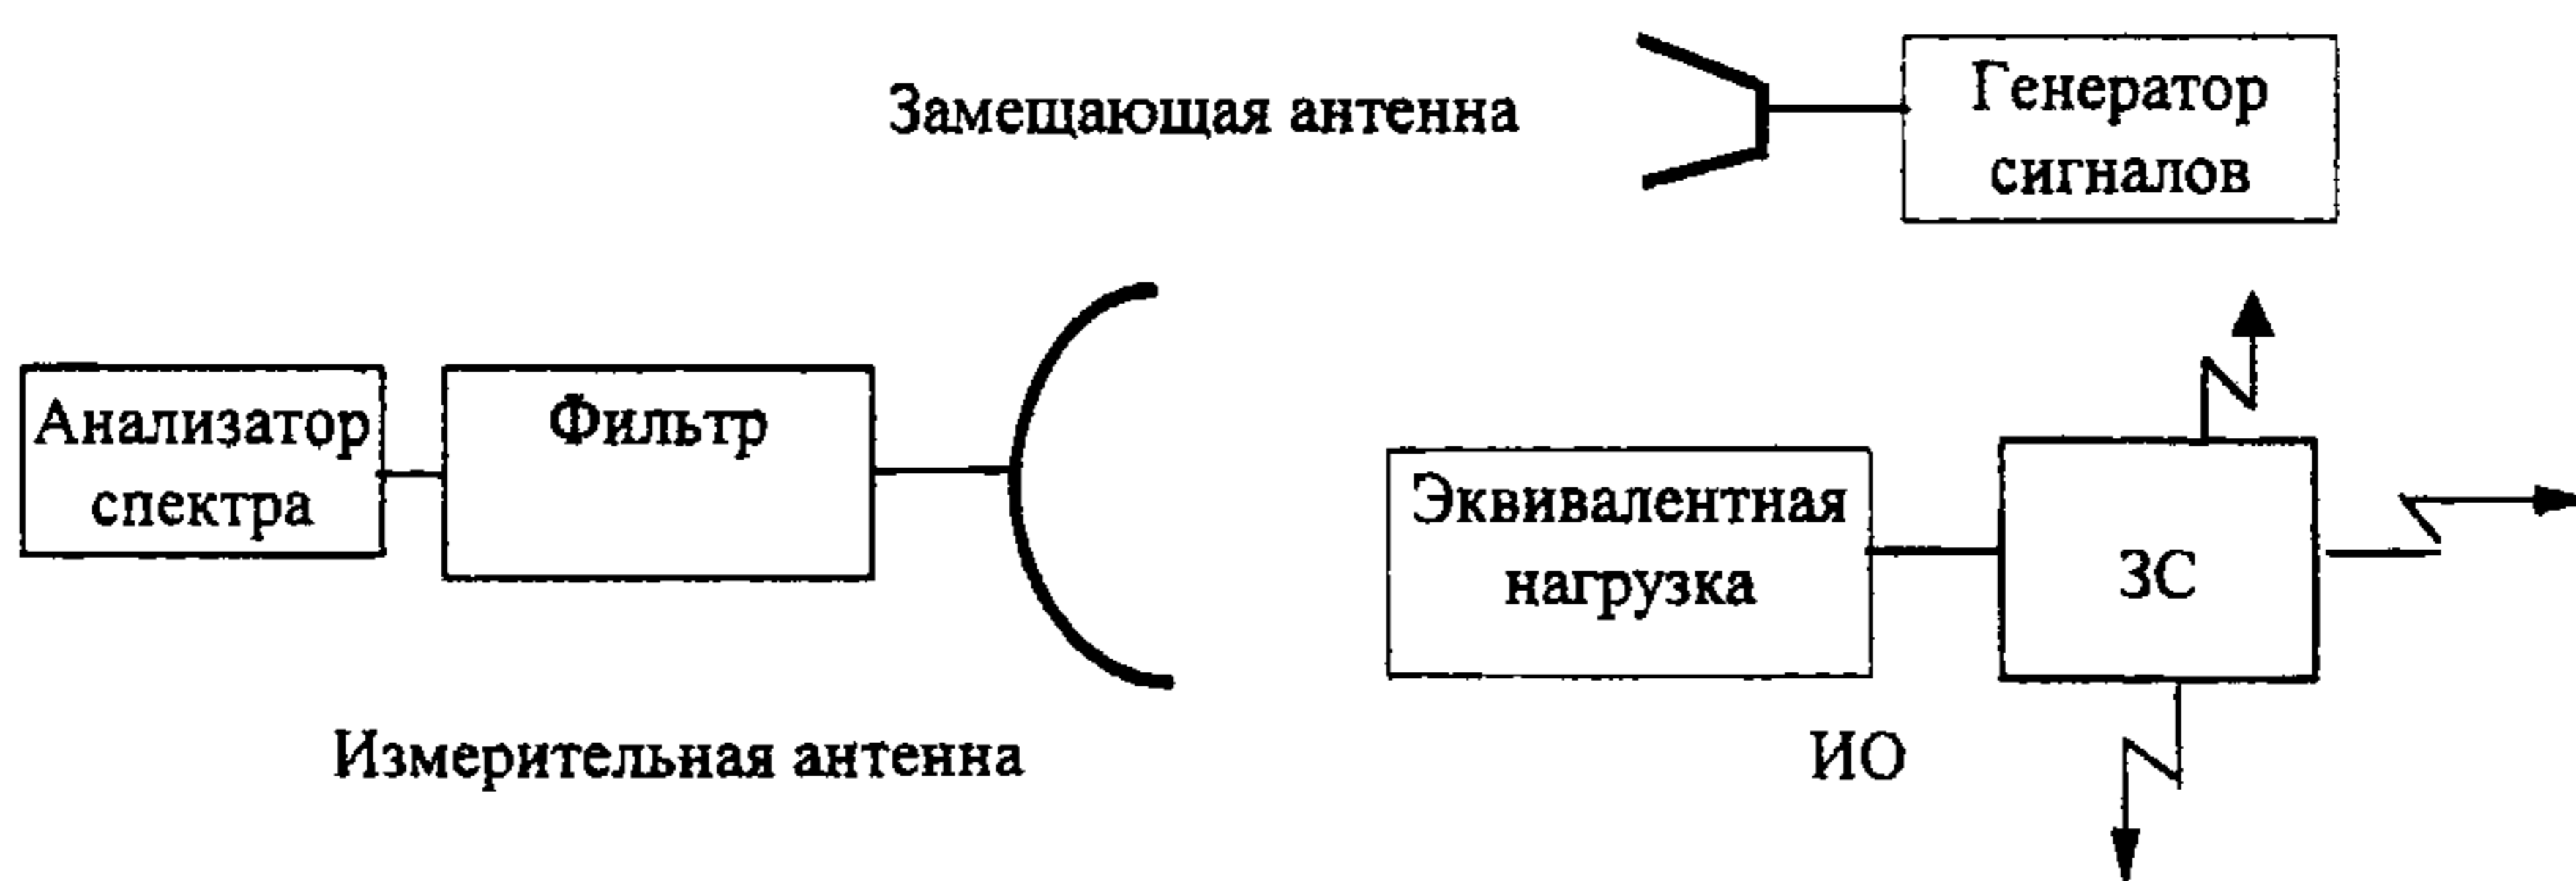 Замещающая антенна
Генератор
сигналов
Анализатор
спектра
Фильтр
Эквивалентная
нагрузка
ЗС
Измерительная антенна
ИО